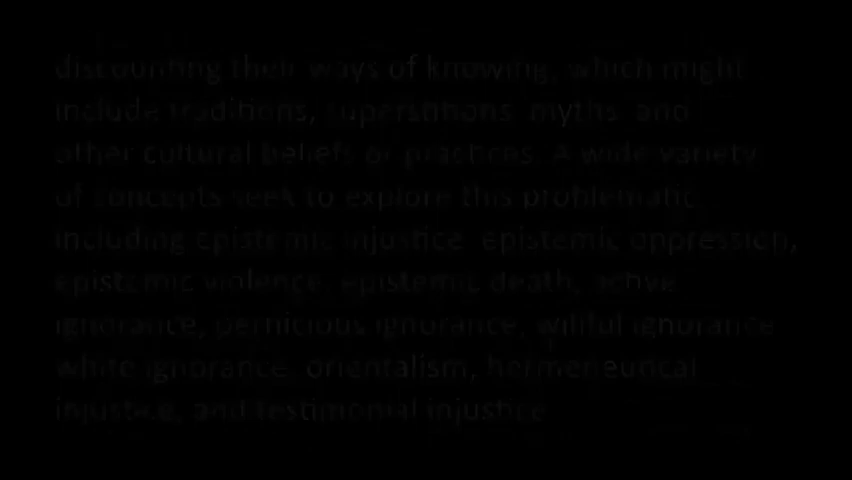 discounting their ways of knowing, which might
include traditions, superstitions, myths, and
other cultural beliefs or practices. A wide variety
of concepts seek to explore this problematic,
including epistemic injustice, epistemic oppression,
epistemic violence, epistemic death, active
ignorance, pernicious ignorance, willful ignorance,
white ignorance, orientalism, hermeneutical
injustice, and testimonial injustice